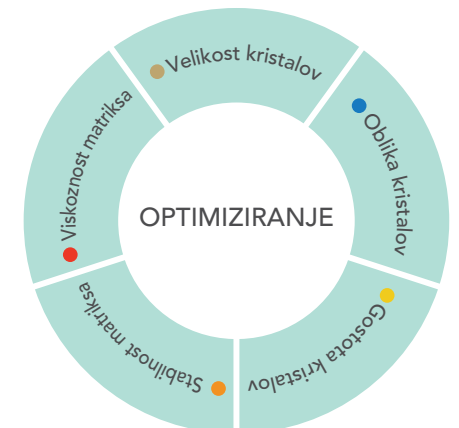 Velikost kristalov
Oblika kristalov
Gostota kristalov
Stabilnost matriksa
Viskoznost matriksa
OPTIMIZIRANJE